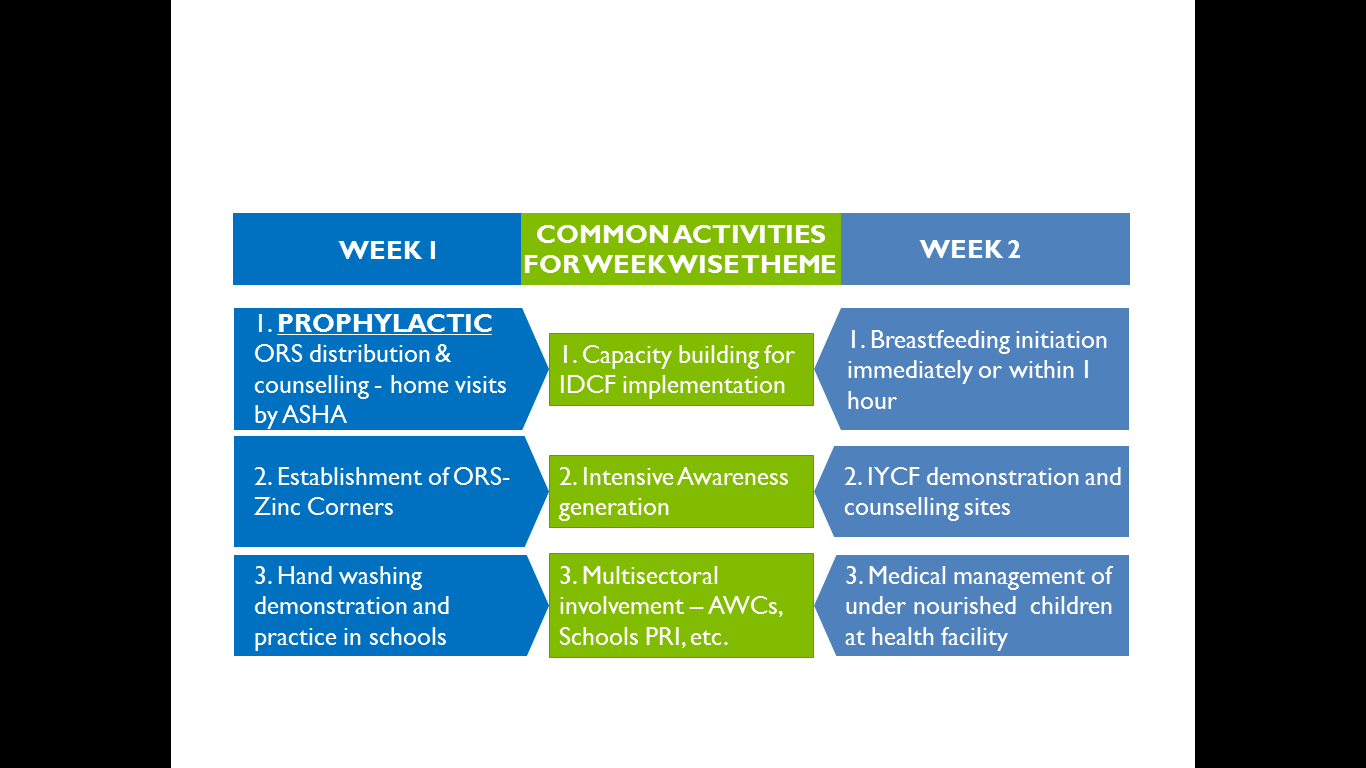 WEEK 1
COMMON ACTIVITIES
FOR WEEK WISE THEME
WEEK 2
1. PROPHYLACTIC
ORS distribution &
counselling - home visits
by ASHA
1. Capacity building for
IDCF implementation
1. Breastfeeding initiation
immediately or within 1
hour
2. Establishment of ORS-
Zinc Corners
2. Intensive Awareness
generation
2. IYCF demonstration and
counselling sites
3. Hand washing
demonstration and
practice in schools
3. Multisectoral
involvement – AWCs,
Schools PRI, etc.
3. Medical management of
under nourished  children
at health facility